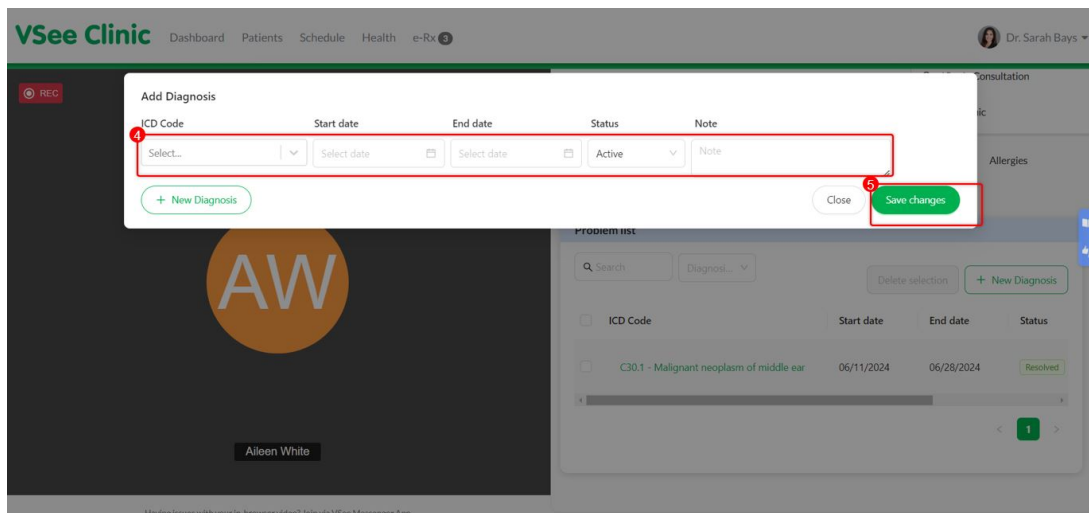 VSee Clinic Dashboard Patients Schedule Health e-Rx 3 Dr. Sarah Bays
REC
Consultation
Add Diagnosis
ICD Code Start date End date Status Note
4
Select... Select date Select date Active Note
Allergies
5
+ New Diagnosis Close Save changes
Problem list
AW
Search Diagnosi...
Delete selection + New Diagnosis
ICD Code Start date End date Status
C30.1 - Malignant neoplasm of middle ear 06/11/2024 06/28/2024 Resolved
1
Aileen White